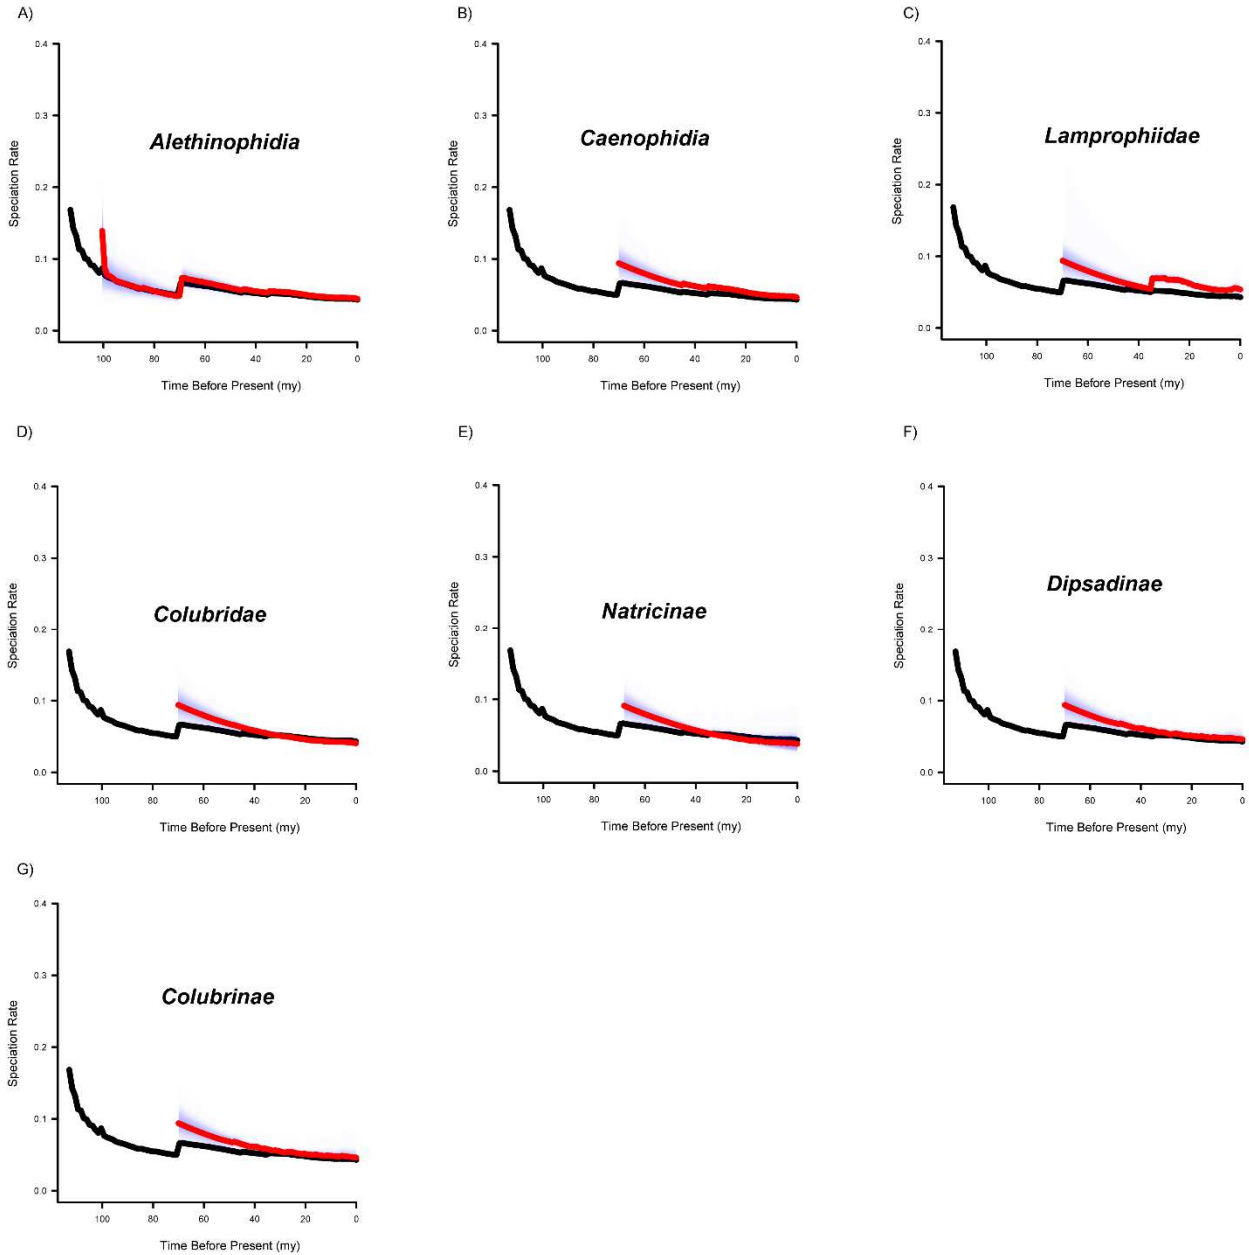 A)
B)
C)
0.4
0.3
0.2
0.1
0.0
Speciation Rate
Alethinophidia
100
80
60
40
20
0
Time Before Present (my)
0.4
0.3
0.2
0.1
0.0
Speciation Rate
Caenophidia
100
80
60
40
20
0
Time Before Present (my)
0.4
0.3
0.2
0.1
0.0
Speciation Rate
Lamprophiidae
100
80
60
40
20
0
Time Before Present (my)
D)
E)
F)
0.4
0.3
0.2
0.1
0.0
Speciation Rate
Colubridae
100
80
60
40
20
0
Time Before Present (my)
0.4
0.3
0.2
0.1
0.0
Speciation Rate
Natricinae
100
80
60
40
20
0
Time Before Present (my)
0.4
0.3
0.2
0.1
0.0
Speciation Rate
Dipsadinae
100
80
60
40
20
0
Time Before Present (my)
G)
0.4
0.3
0.2
0.1
0.0
Speciation Rate
Colubrinae
100
80
60
40
20
0
Time Before Present (my)